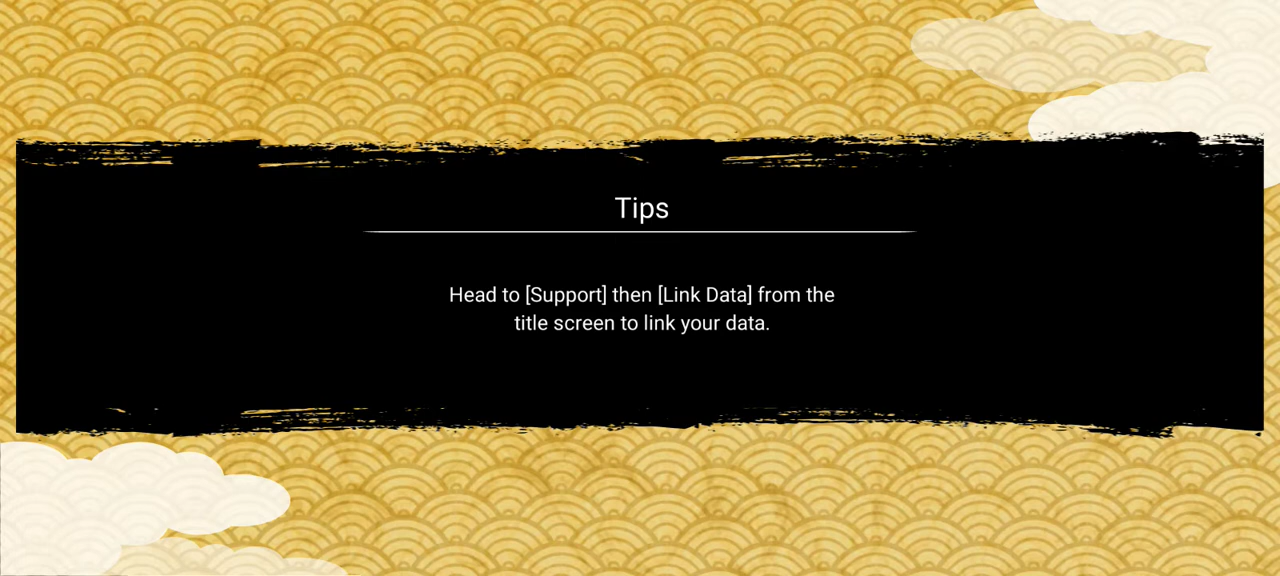 Tips
Head to [Support] then [Link Data] from the
title screen to link your data.